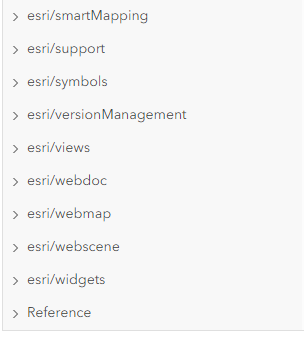 esri/smartMapping
esri/support
esri/symbols
esri/versionManagement
esri/views
esri/webdoc
esri/webmap
esri/webscene
esri/widgets
Reference